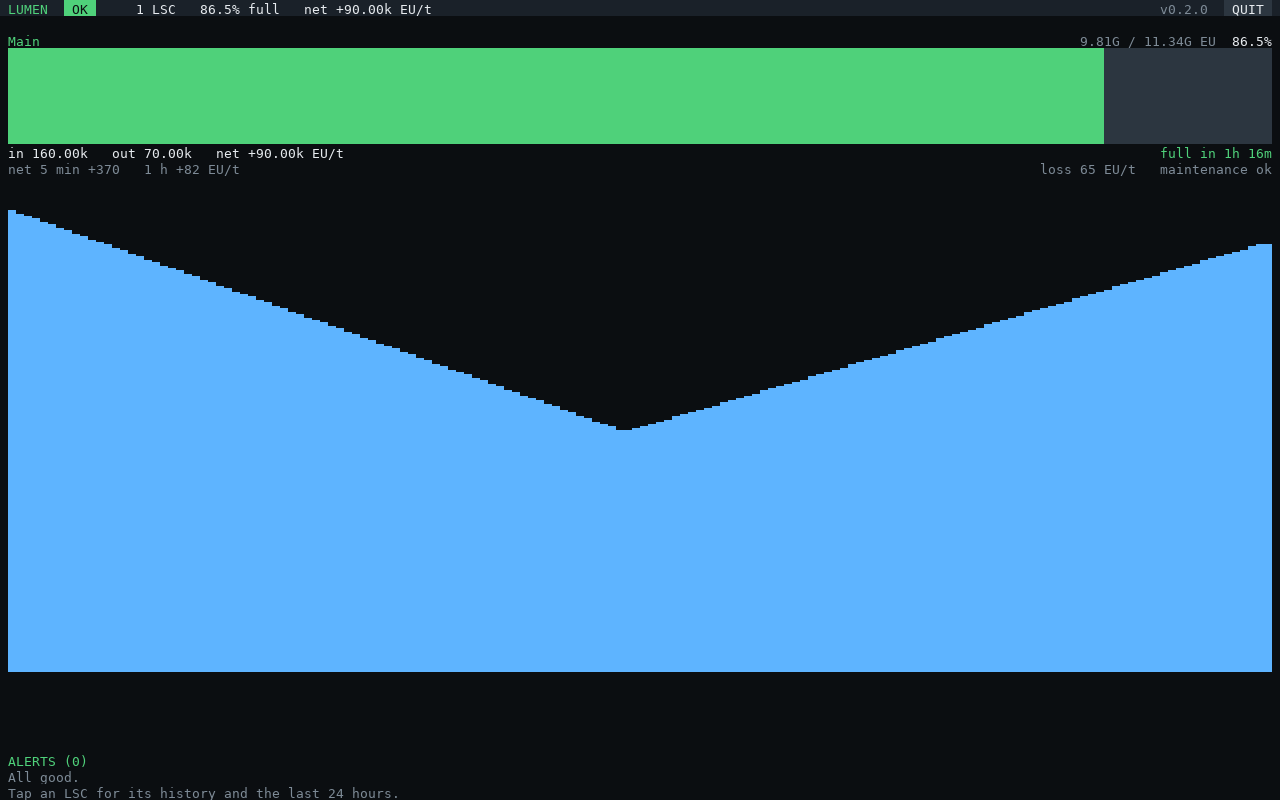 LUMEN OK 1 LSC 86.5% full net +90.00k EU/t v0.2.0 QUIT
Main 9.81G / 11.34G EU 86.5%
in 160.00k out 70.00k net +90.00k EU/t full in 1h 16m
net 5 min +370 1 h +82 EU/t loss 65 EU/t maintenance ok
ALERTS (0)
All good.
Tap an LSC for its history and the last 24 hours.